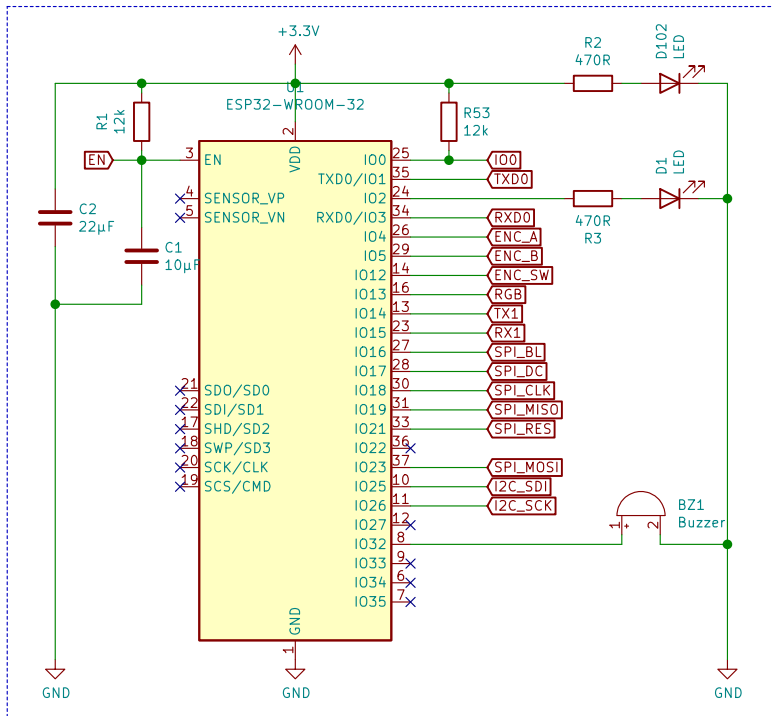 +3.3V
R2
470R
D102
LED
U1
ESP32-WROOM-32
R1
12k
R53
12k
2
VDD
EN
3
EN
IO0
25
IO0
TXD0/IO1
35
TXD0
D1
LED
4
SENSOR_VP
IO2
24
470R
R3
5
SENSOR_VN
RXD0/IO3
34
RXD0
C2
22µF
IO4
26
ENC_A
C1
10µF
IO5
29
ENC_B
IO12
14
ENC_SW
IO13
16
RGB
IO14
13
TX1
IO15
23
RX1
IO16
27
SPI_BL
IO17
28
SPI_DC
21
SDO/SD0
IO18
30
SPI_CLK
22
SDI/SD1
IO19
31
SPI_MISO
17
SHD/SD2
IO21
33
SPI_RES
18
SWP/SD3
IO22
36
20
SCK/CLK
IO23
37
SPI_MOSI
19
SCS/CMD
IO25
10
I2C_SDI
IO26
11
I2C_SCK
IO27
12
BZ1
Buzzer
1
+
2
IO32
8
IO33
9
IO34
6
IO35
7
GND
1
GND
GND
GND